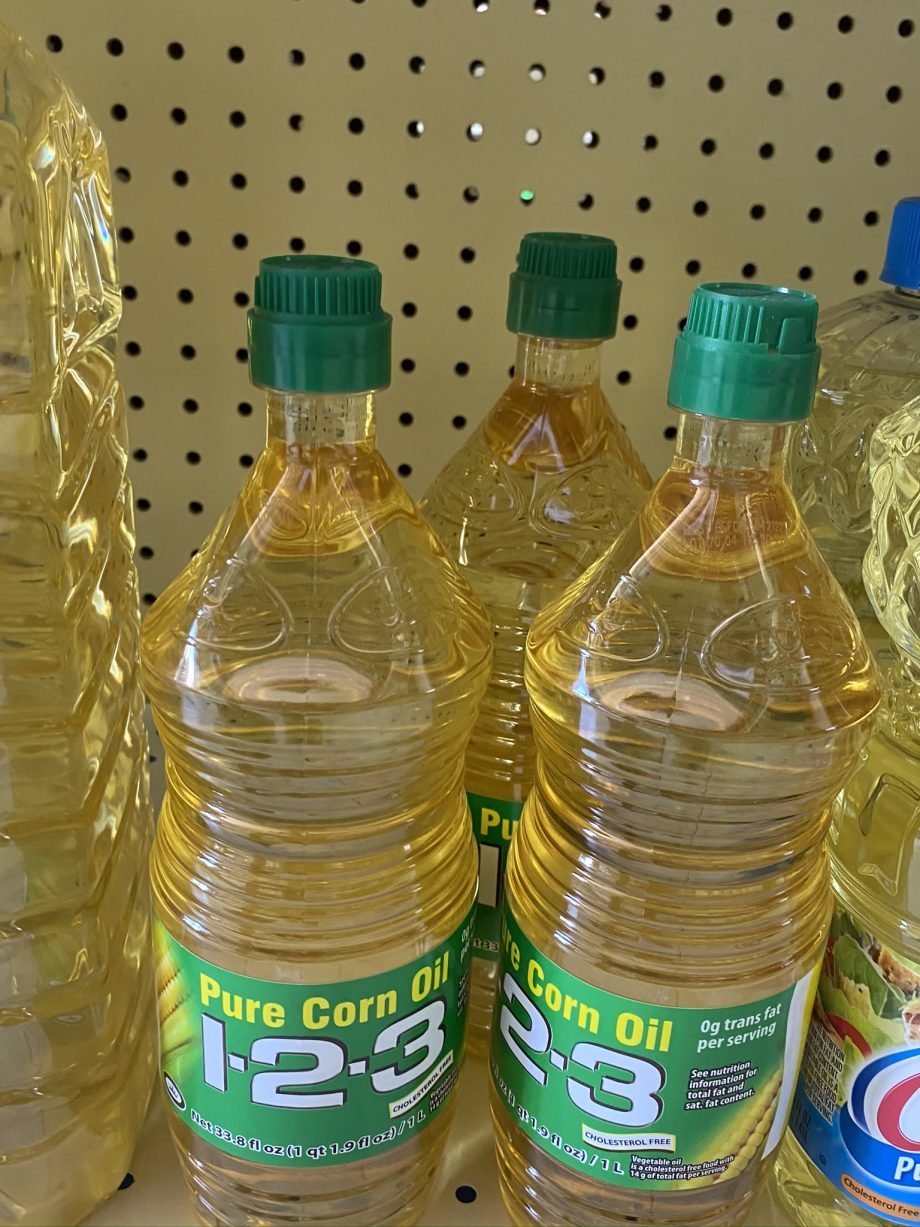 Pure Corn Oil
1·2·3
CHOLESTEROL FREE
Net 33.8 fl oz (1 qt 1.9 fl oz) / 1 L
0g
Pu
Corn Oil
2·3
0g trans fat
per serving
See nutrition
information for
total fat and
sat. fat content.
CHOLESTEROL FREE
qt 1.9 fl oz) / 1 L
Vegetable oil
is a cholesterol free food with
14 g of total fat per serving.
Pu
Cholesterol Free